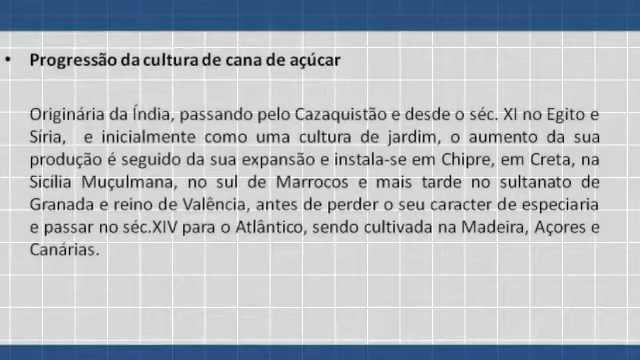 • Progressão da cultura de cana de açúcar
Originária da Índia, passando pelo Cazaquistão e desde o séc. XI no Egito e
Síria, e inicialmente como uma cultura de jardim, o aumento da sua
produção é seguido da sua expansão e instala-se em Chipre, em Creta, na
Sicília Muçulmana, no sul de Marrocos e mais tarde no sultanato de
Granada e reino de Valência, antes de perder o seu caracter de especiaria
e passar no séc.XIV para o Atlântico, sendo cultivada na Madeira, Açores e
Canárias.